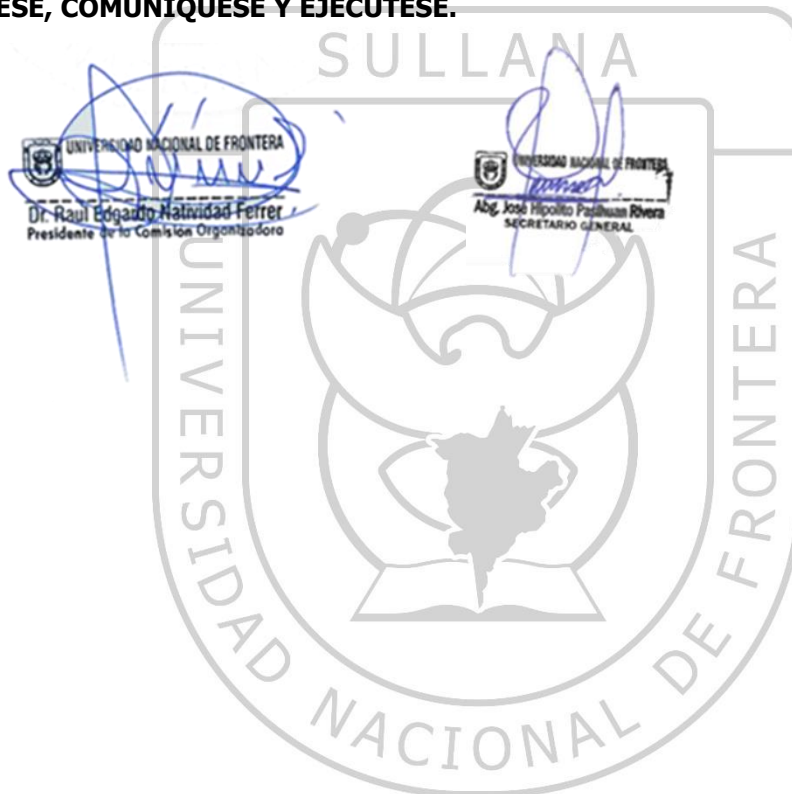 ESE, COMUNÍQUESE Y EJECÚTESE.
SULLANA
UNIVERSIDAD NACIONAL DE FRONTERA
Dr. Raul Edgardo Natividad Ferrer
Presidente de la Comisión Organizadora
UNIVERSIDAD NACIONAL DE FRONTERA
Abg. José Hipolito Pasihuan Rivera
SECRETARIO GENERAL
UNIVERSIDAD NACIONAL DE FRONTERA